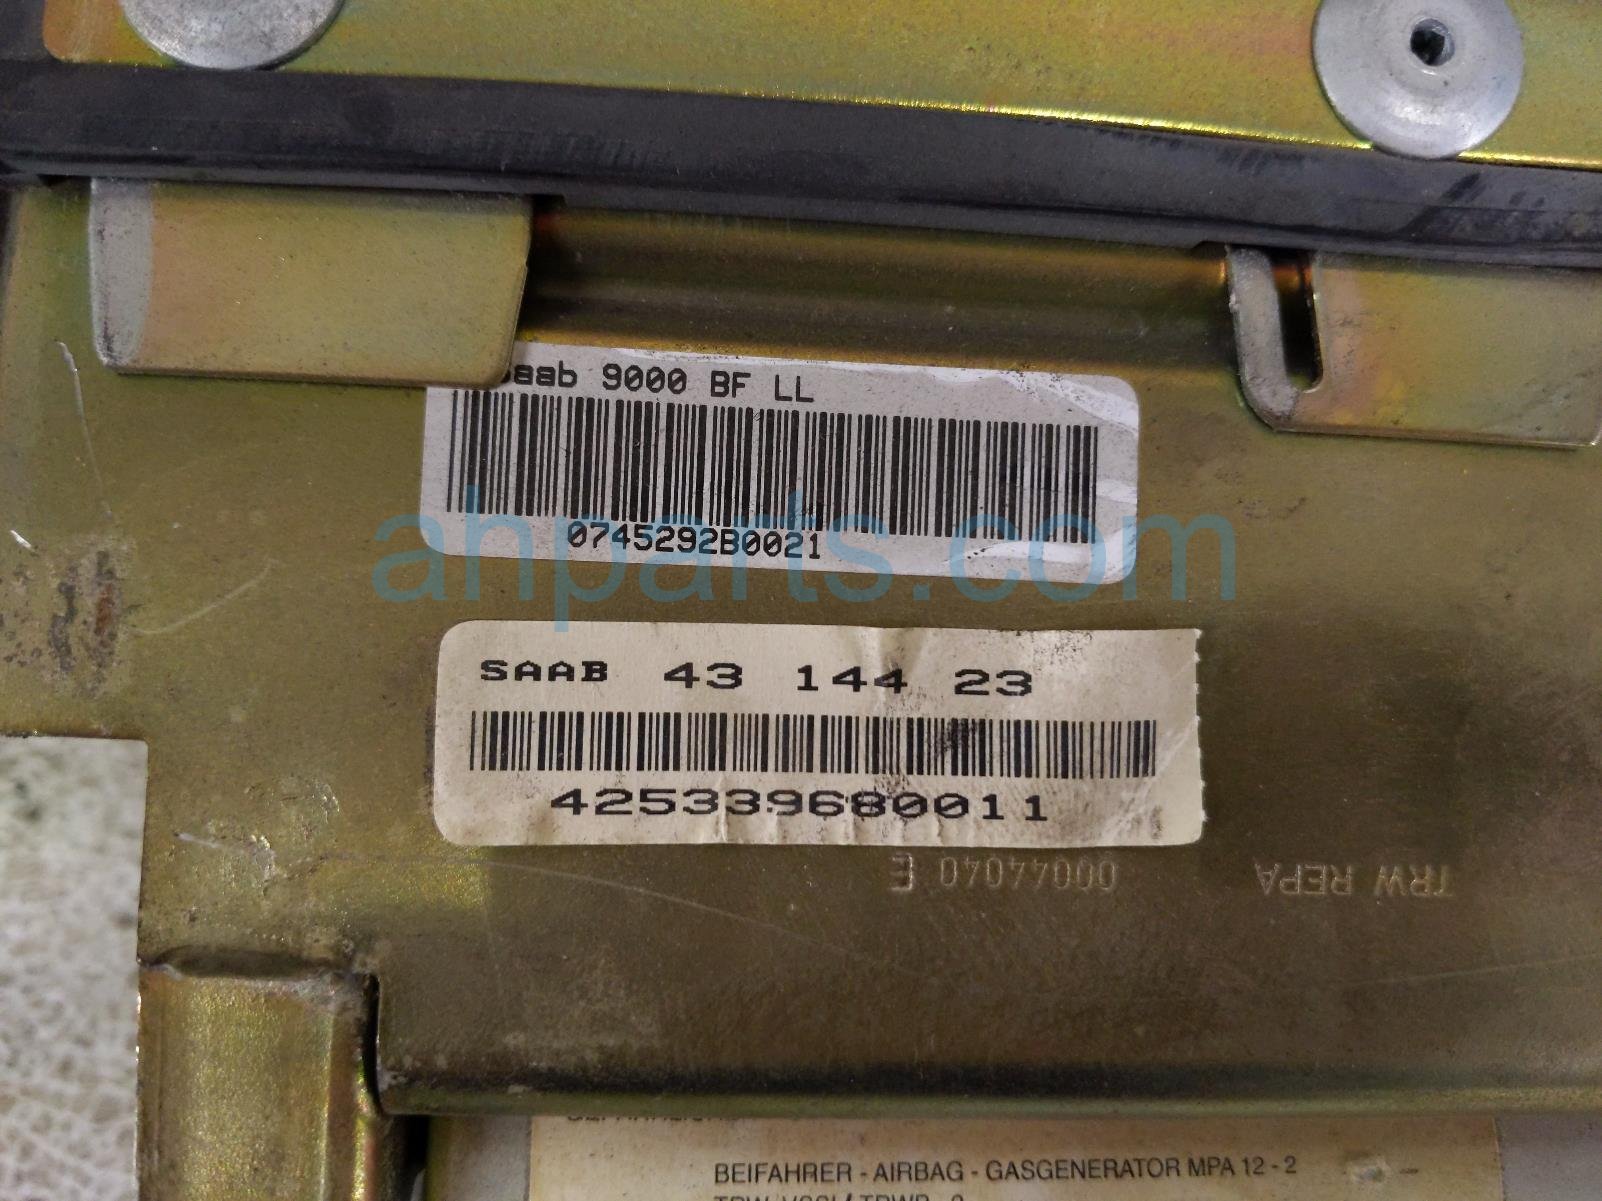 Saab 9000 BF LL
0745292B0021
ahparts.com
SAAB 43 144 23
425339680011
00044040 E
TRW REPA
BEIFAHRER - AIRBAG - GASGENERATOR MPA 12 - 2